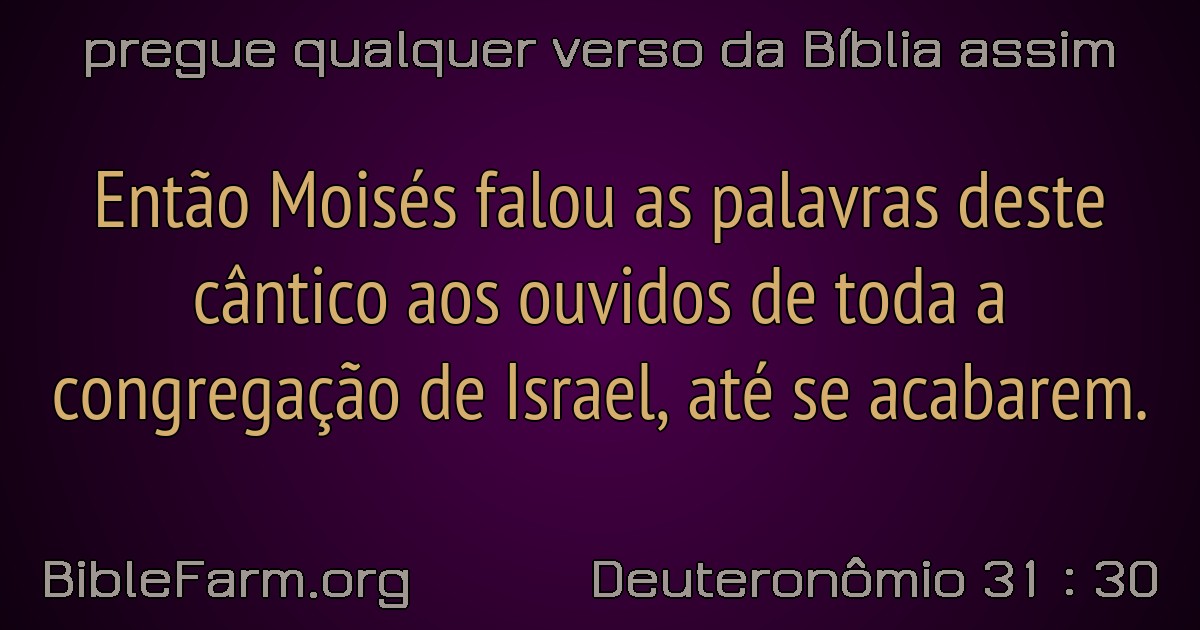 pregue qualquer verso da Bíblia assim
Então Moisés falou as palavras deste
cântico aos ouvidos de toda a
congregação de Israel, até se acabarem.
BibleFarm.org
Deuteronômio 31 : 30